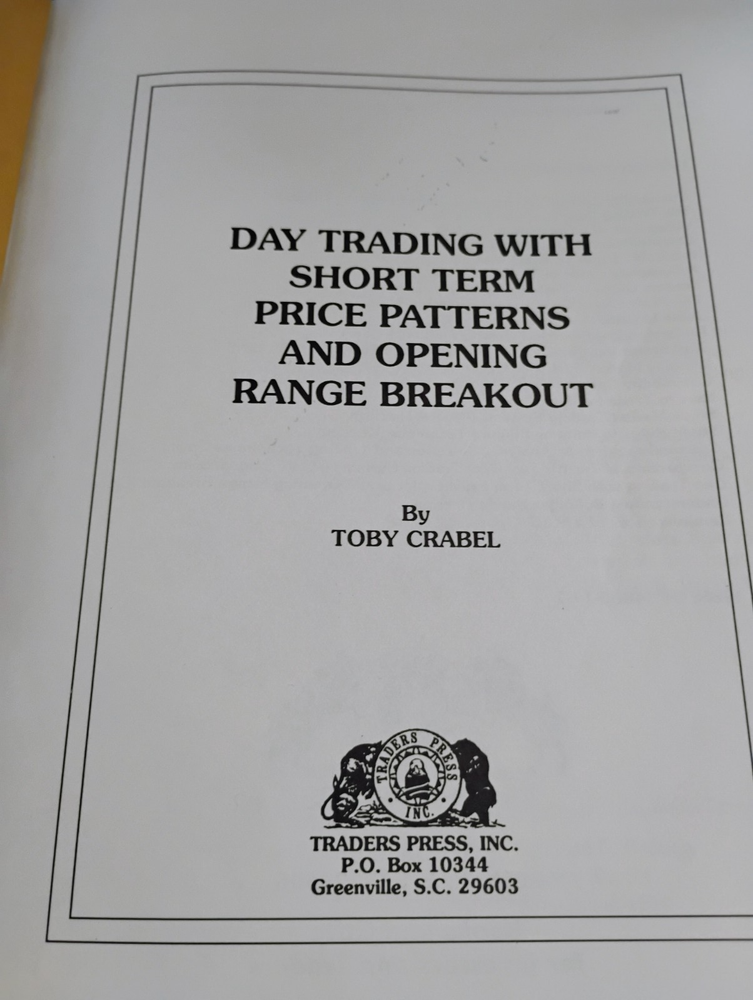 DAY TRADING WITH
SHORT TERM
PRICE PATTERNS
AND OPENING
RANGE BREAKOUT
By
TOBY CRABEL
TRADERS PRESS
INC.
TRADERS PRESS, INC.
P.O. Box 10344
Greenville, S.C. 29603